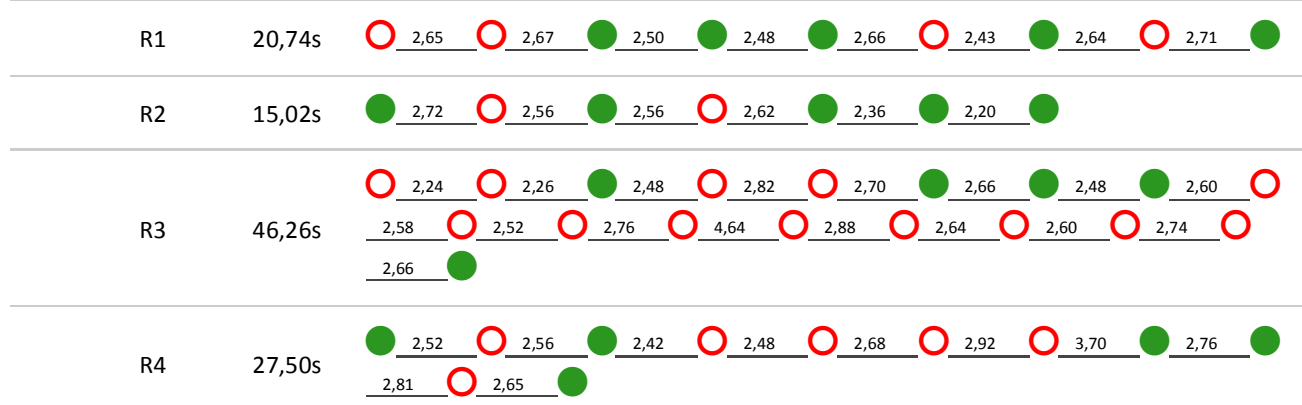 R1 20,74s 2,65 2,67 2,50 2,48 2,66 2,43 2,64 2,71
R2 15,02s 2,72 2,56 2,56 2,62 2,36 2,20
R3 46,26s 2,24 2,26 2,48 2,82 2,70 2,66 2,48 2,60
2,58 2,52 2,76 4,64 2,88 2,64 2,60 2,74
2,66
R4 27,50s 2,52 2,56 2,42 2,48 2,68 2,92 3,70 2,76
2,81 2,65